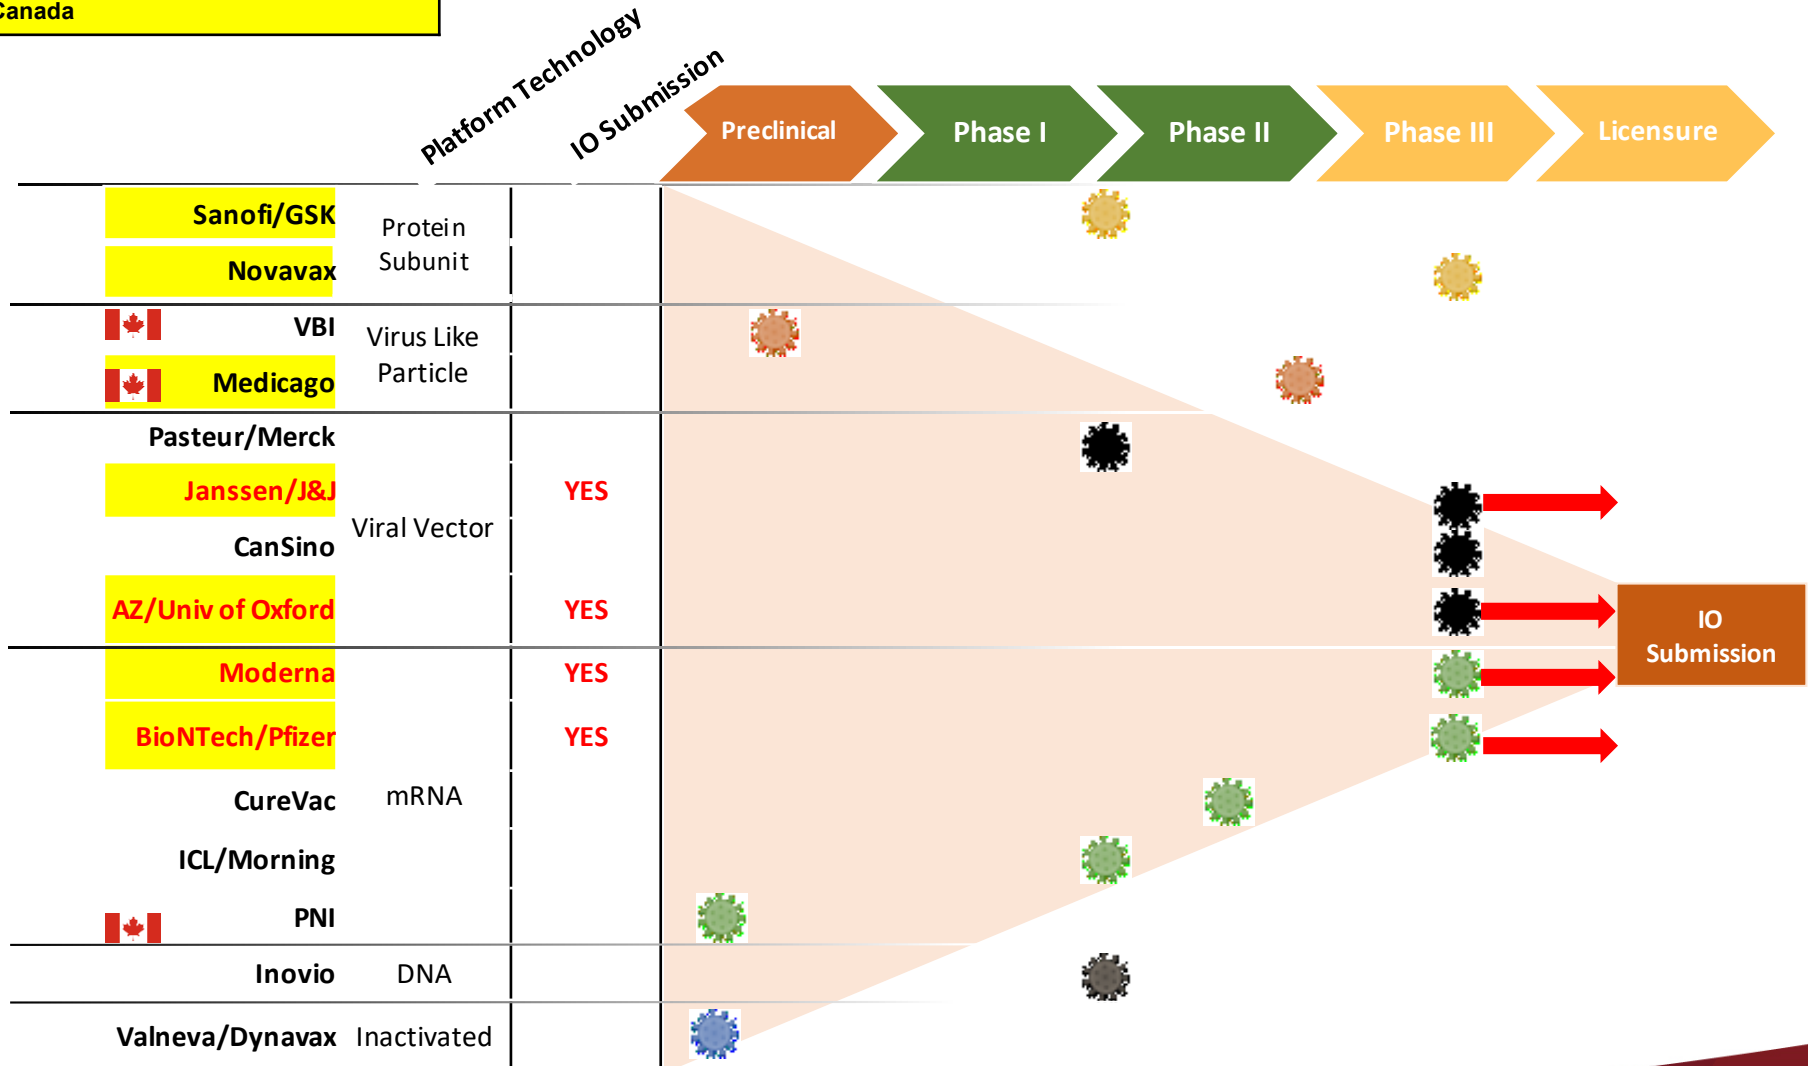 Canada
Platform Technology
IO Submission
Preclinical
Phase I
Phase II
Phase III
Licensure
Sanofi/GSK
Protein
Subunit
Novavax
VBI
Virus Like
Particle
Medicago
Pasteur/Merck
Janssen/J&J
YES
Viral Vector
CanSino
AZ/Univ of Oxford
YES
IO
Submission
Moderna
YES
BioNTech/Pfizer
YES
CureVac
mRNA
ICL/Morning
PNI
Inovio
DNA
Valneva/Dynavax
Inactivated